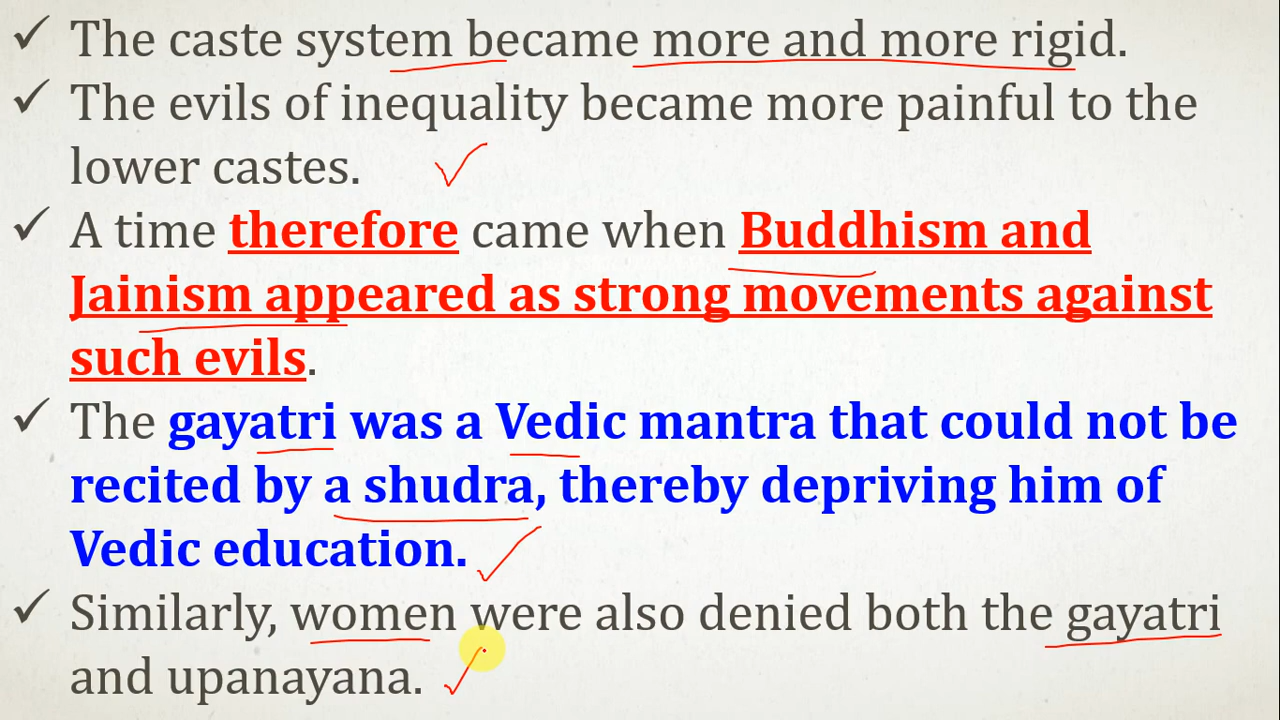 ✓ The caste system became more and more rigid.
✓ The evils of inequality became more painful to the
lower castes.
✓ A time therefore came when Buddhism and
Jainism appeared as strong movements against
such evils.
✓ The gayatri was a Vedic mantra that could not be
recited by a shudra, thereby depriving him of
Vedic education.
✓ Similarly, women were also denied both the gayatri
and upanayana.